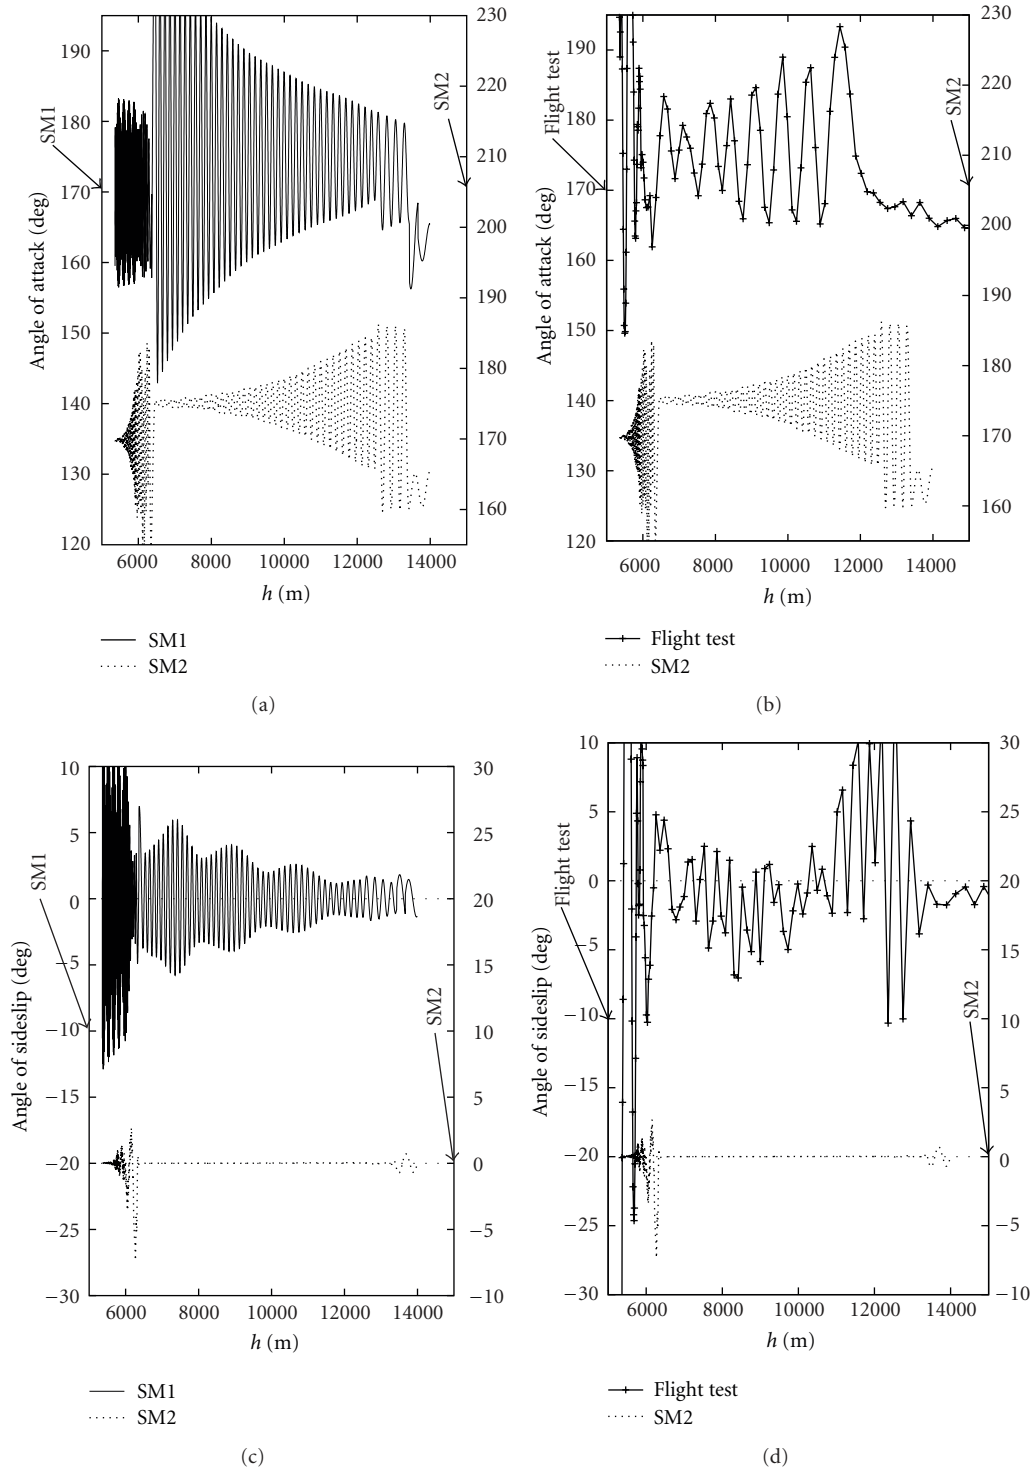 195
190
180
170
160
150
140
130
120
230
220
210
200
190
180
170
160
6000 8000 10000 12000 14000
Angle of attack (deg)
h (m)
SM1
SM2
SM1
SM2
(a)
190
180
170
160
150
140
130
120
230
220
210
200
190
180
170
160
6000 8000 10000 12000 14000
Angle of attack (deg)
h (m)
Flight test
SM2
Flight test
SM2
(b)
10
5
0
−5
−10
−15
−20
−25
−30
30
25
20
15
10
5
0
−5
−10
6000 8000 10000 12000 14000
Angle of sideslip (deg)
h (m)
SM1
SM2
SM1
SM2
(c)
10
5
0
−5
−10
−15
−20
−25
−30
30
25
20
15
10
5
0
−5
−10
6000 8000 10000 12000 14000
Angle of sideslip (deg)
h (m)
Flight test
SM2
Flight test
SM2
(d)